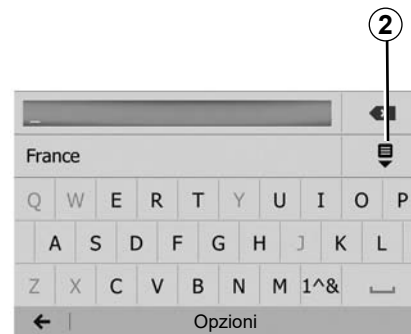 2
_
France
Q W E R T Y U I O P
A S D F G H J K L
Z X C V B N M 1^&
Opzioni